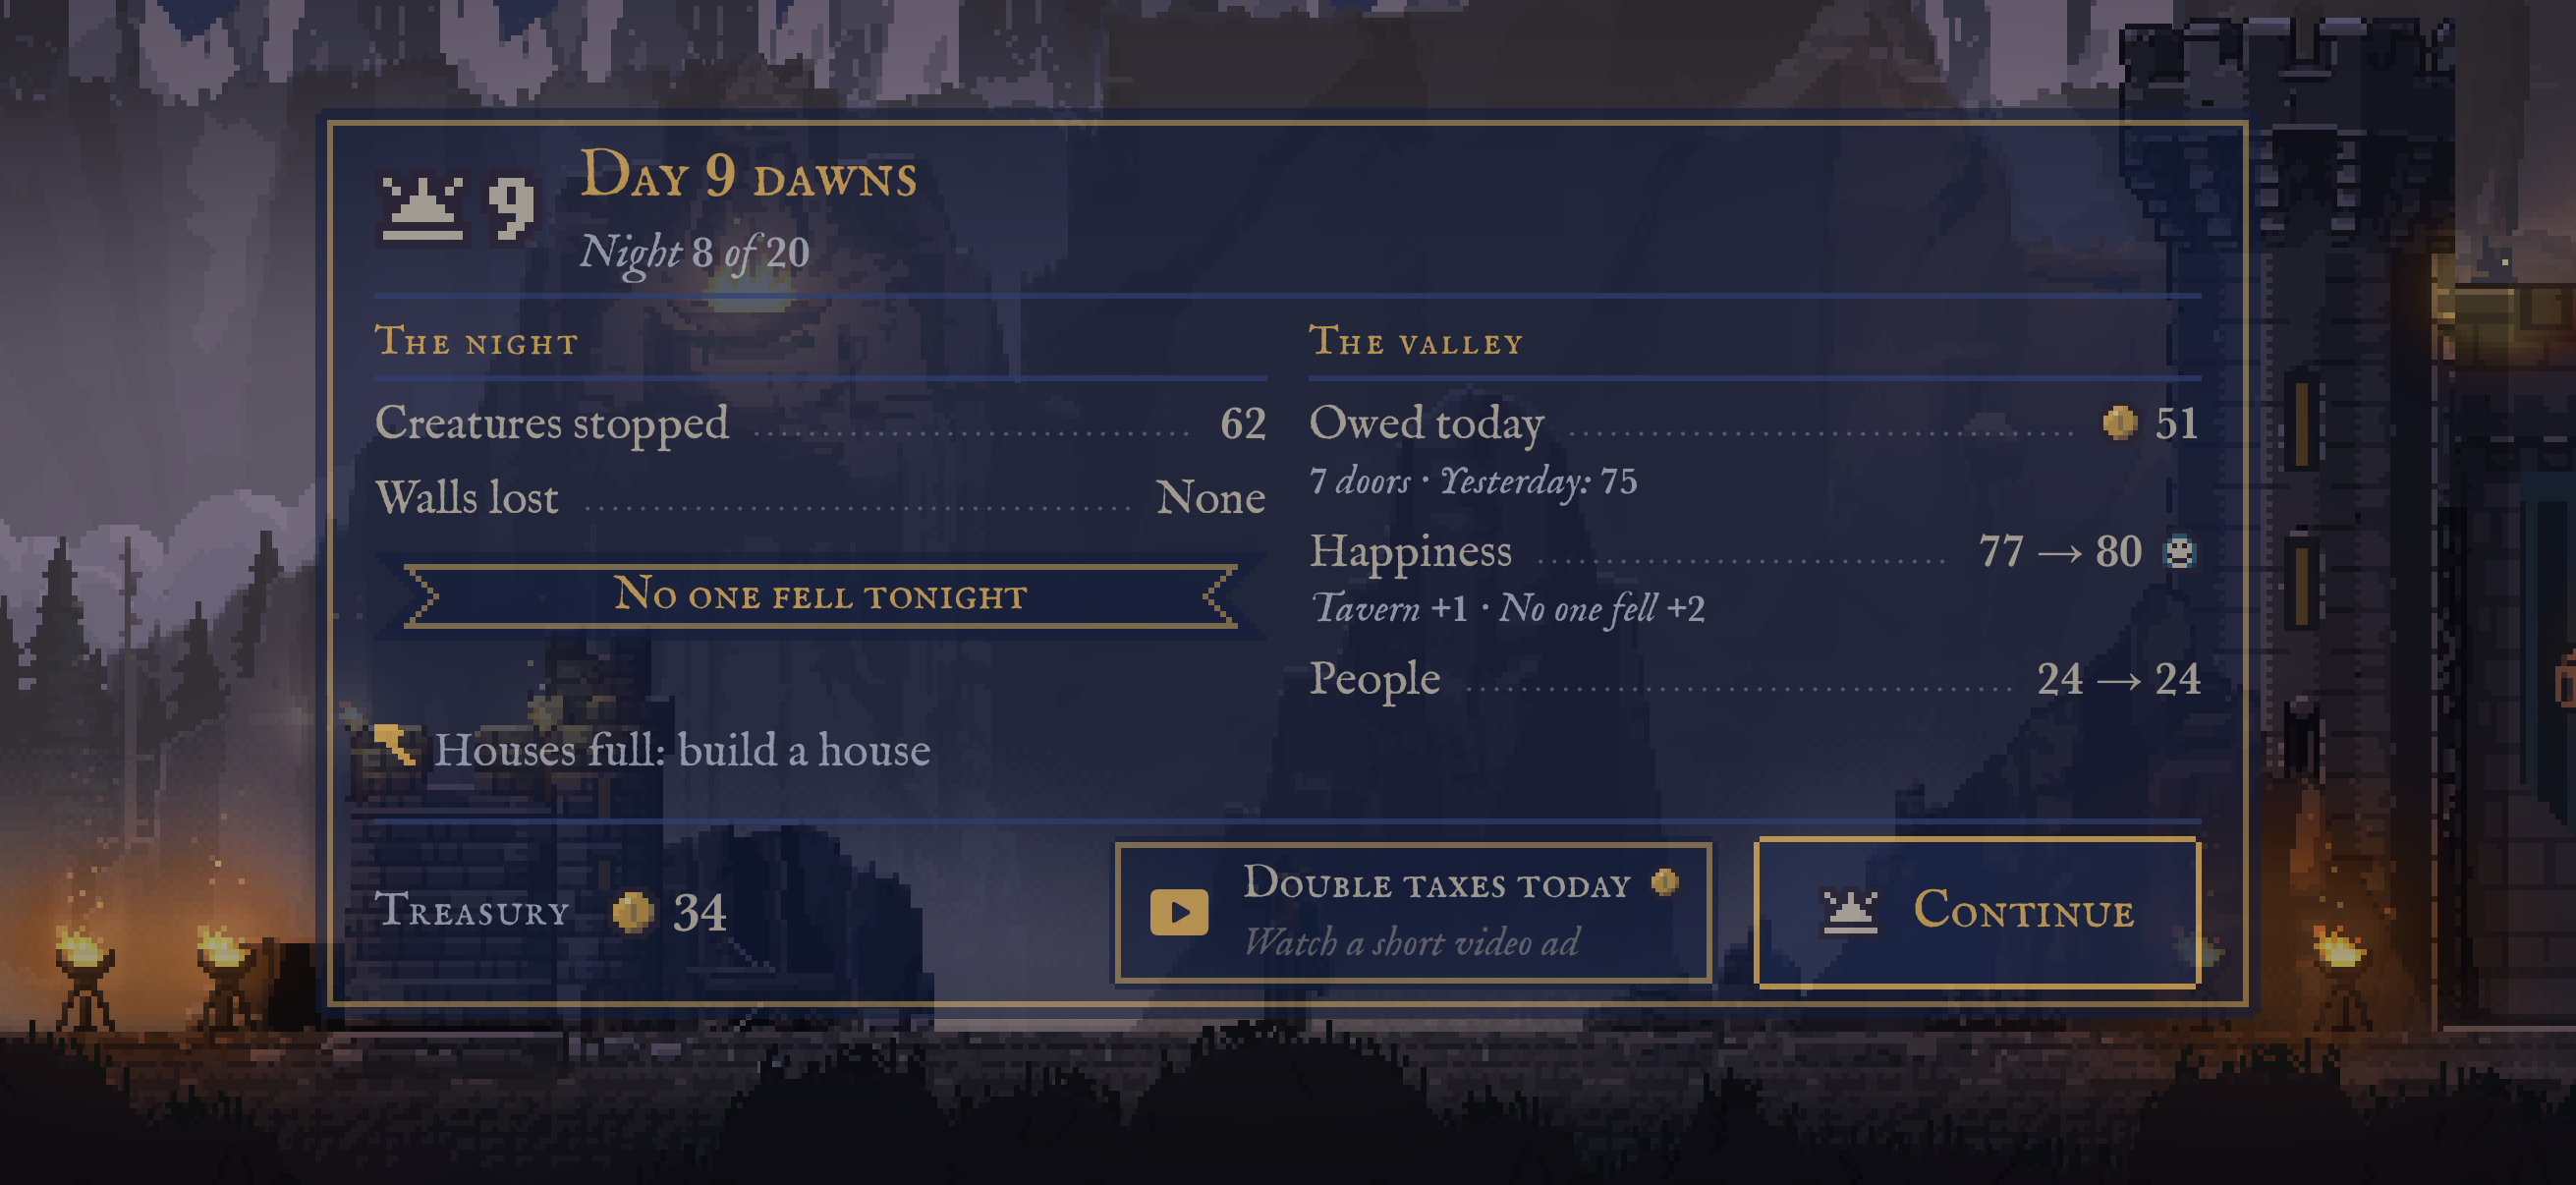 9
Day 9 dawns
Night 8 of 20
The night
Creatures stopped 62
Walls lost None
No one fell tonight
Houses full: build a house
The valley
Owed today 51
7 doors · Yesterday: 75
Happiness 77 → 80
Tavern +1 · No one fell +2
People 24 → 24
Treasury 34
Double taxes today
Watch a short video ad
Continue